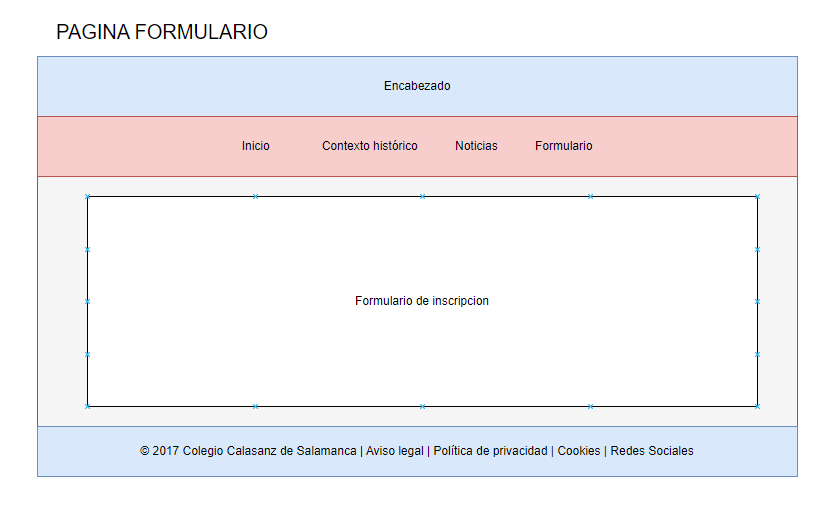 PAGINA FORMULARIO
Encabezado
Inicio Contexto histórico Noticias Formulario
Formulario de inscripcion
© 2017 Colegio Calasanz de Salamanca | Aviso legal | Política de privacidad | Cookies | Redes Sociales